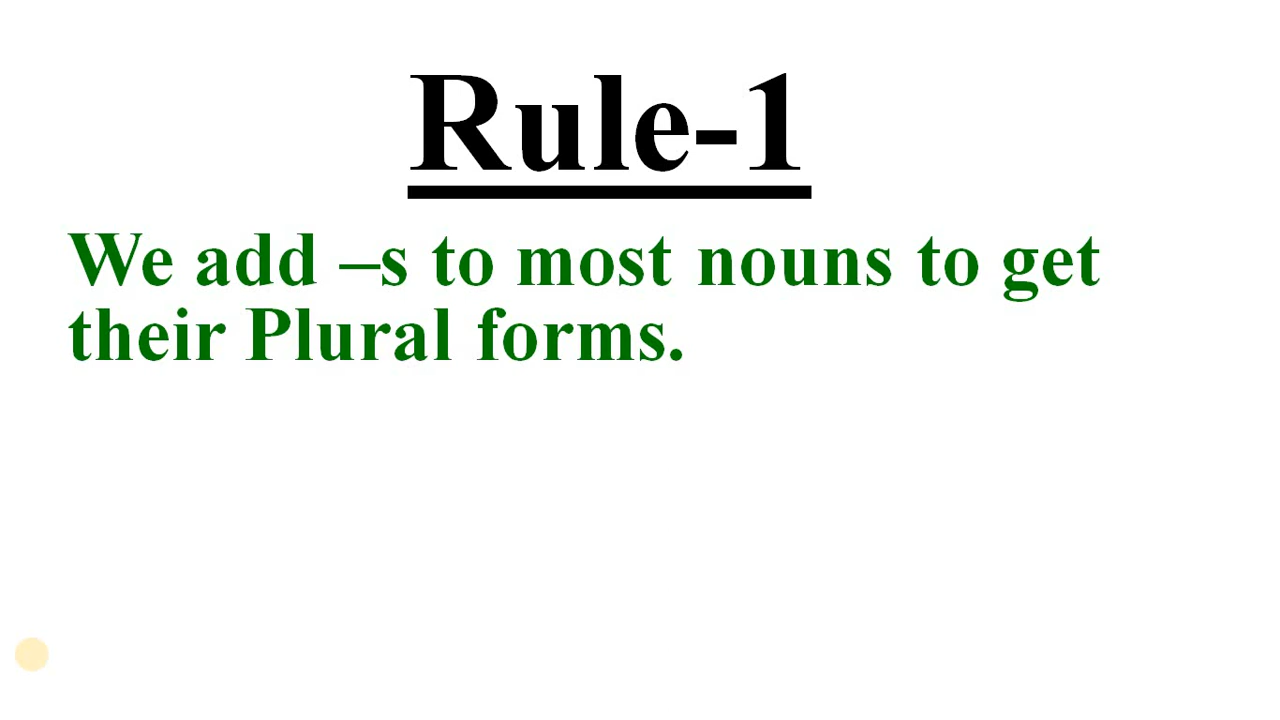 Rule-1
We add –s to most nouns to get
their Plural forms.